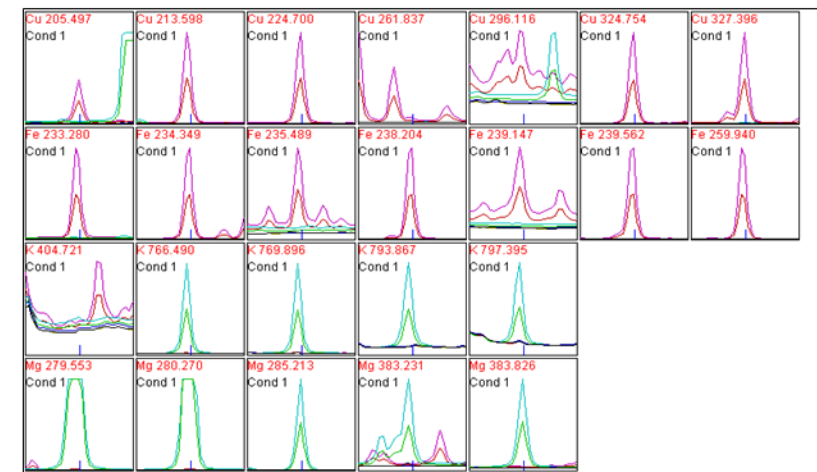 Cu 205.497 Cu 213.598 Cu 224.700 Cu 261.837 Cu 296.116 Cu 324.754 Cu 327.396
Cond 1 Cond 1 Cond 1 Cond 1 Cond 1 Cond 1 Cond 1
Fe 233.280 Fe 234.349 Fe 235.489 Fe 238.204 Fe 239.147 Fe 239.562 Fe 259.940
Cond 1 Cond 1 Cond 1 Cond 1 Cond 1 Cond 1 Cond 1
K 404.721 K 766.490 K 769.896 K 793.867 K 797.395
Cond 1 Cond 1 Cond 1 Cond 1 Cond 1
Mg 279.553 Mg 280.270 Mg 285.213 Mg 383.231 Mg 383.826
Cond 1 Cond 1 Cond 1 Cond 1 Cond 1